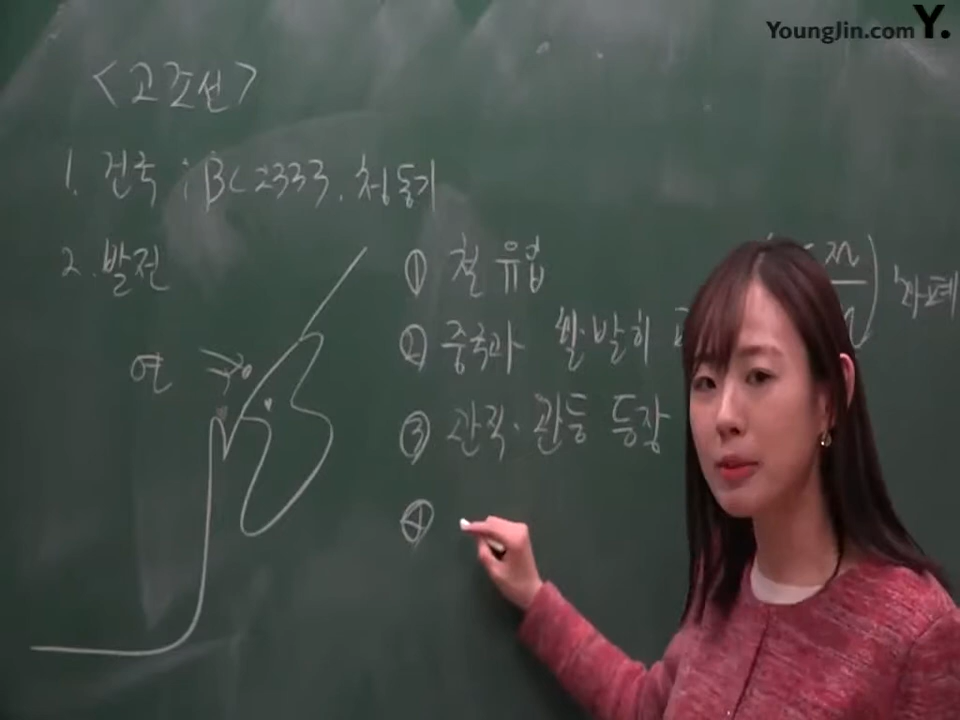 YoungJin.com Y.
<고조선>
1. 건국 : BC 2333. 청동기
2. 발전
① 철 유입
② 중국과 활발히
화폐
③ 관직·관등 등장
④
연